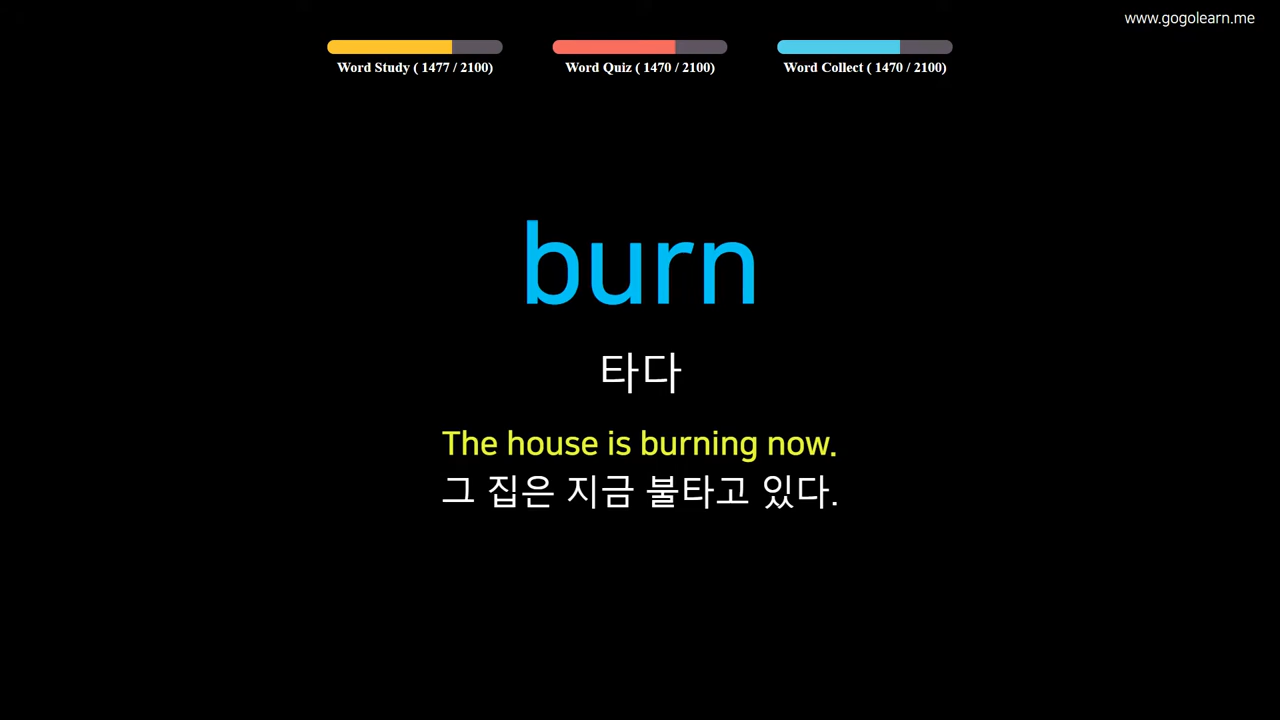 www.gogolearn.me
Word Study ( 1477 / 2100)
Word Quiz ( 1470 / 2100)
Word Collect ( 1470 / 2100)
burn
타다
The house is burning now.
그 집은 지금 불타고 있다.